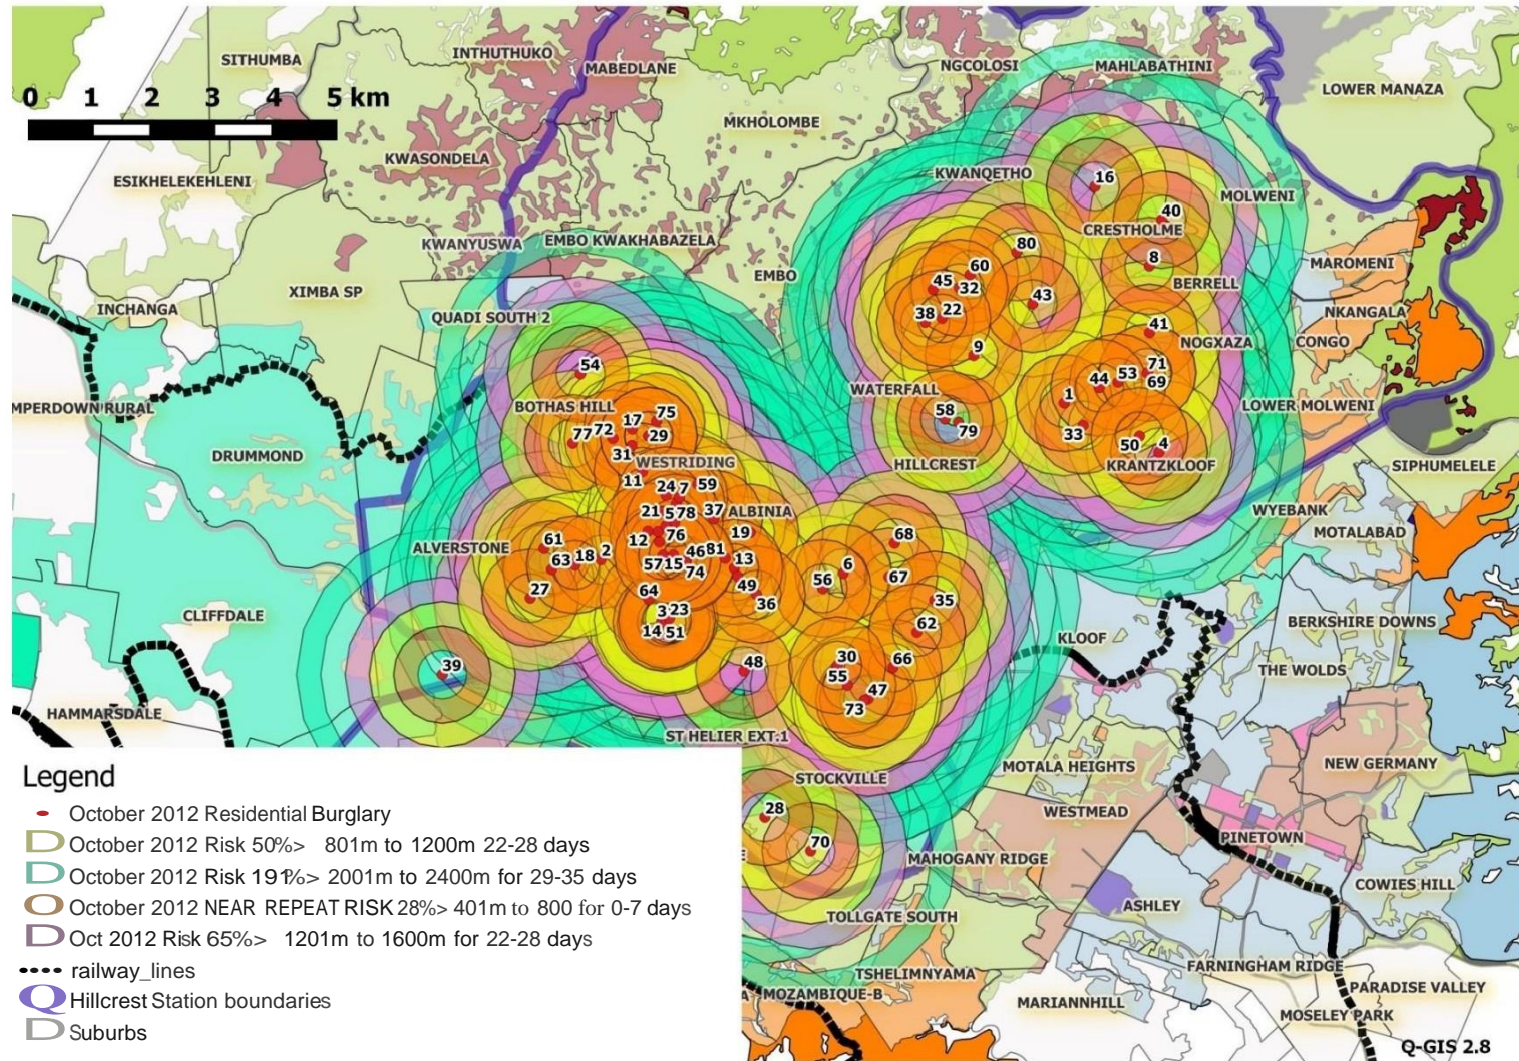 SITHUMBA
INTHUTHUKO
MABEDLANE
NGCOLOSI
MAHLABATHINI
LOWER MANAZA
0 1 2 3 4 5 km
MKHOLOMBE
KWASONDELA
ESIKHELEKEHLENI
KWANQETHO
16
MOLWENI
40
CRESTHOLME
KWANYUSWA
EMBO KWAKHABAZELA
80
8
MAROMENI
EMBO
60
45
32
BERRELL
XIMBA SP
43
INCHANGA
QUADI SOUTH 2
38
22
NKANGALA
41
NOGXAZA
CONGO
9
54
71
53
44
69
WATERFALL
1
MPERDOWN RURAL
BOTHAS HILL
75
17
58
LOWER MOLWENI
77
72
29
79
33
50
4
DRUMMOND
31
WESTRIDING
HILLCREST
KRANTZKLOOF
SIPHUMELELE
11
24
7
59
21
5
78
37
ALBINIA
WYEBANK
12
76
19
68
MOTALABAD
61
ALVERSTONE
63
18
2
57
15
46
81
13
74
56
6
67
27
64
49
36
35
CLIFFDALE
3
23
14
51
62
BERKSHIRE DOWNS
KLOOF
39
48
30
66
THE WOLDS
55
47
73
HAMMARSDALE
ST HELIER EXT.1
STOCKVILLE
MOTALA HEIGHTS
NEW GERMANY
28
WESTMEAD
70
PINETOWN
E
MAHOGANY RIDGE
COWIES HILL
ASHLEY
TOLLGATE SOUTH
TSHELIMNYAMA
FARNINGHAM RIDGE
A
MOZAMBIQUE-B
MARIANNHILL
PARADISE VALLEY
MOSELEY PARK
Q-GIS 2.8
Legend
October 2012 Residential Burglary
D October 2012 Risk 50%> 801m to 1200m 22-28 days
D October 2012 Risk 191%> 2001m to 2400m for 29-35 days
O October 2012 NEAR REPEAT RISK 28%> 401m to 800 for 0-7 days
D Oct 2012 Risk 65%> 1201m to 1600m for 22-28 days
railway_lines
Q Hillcrest Station boundaries
D Suburbs